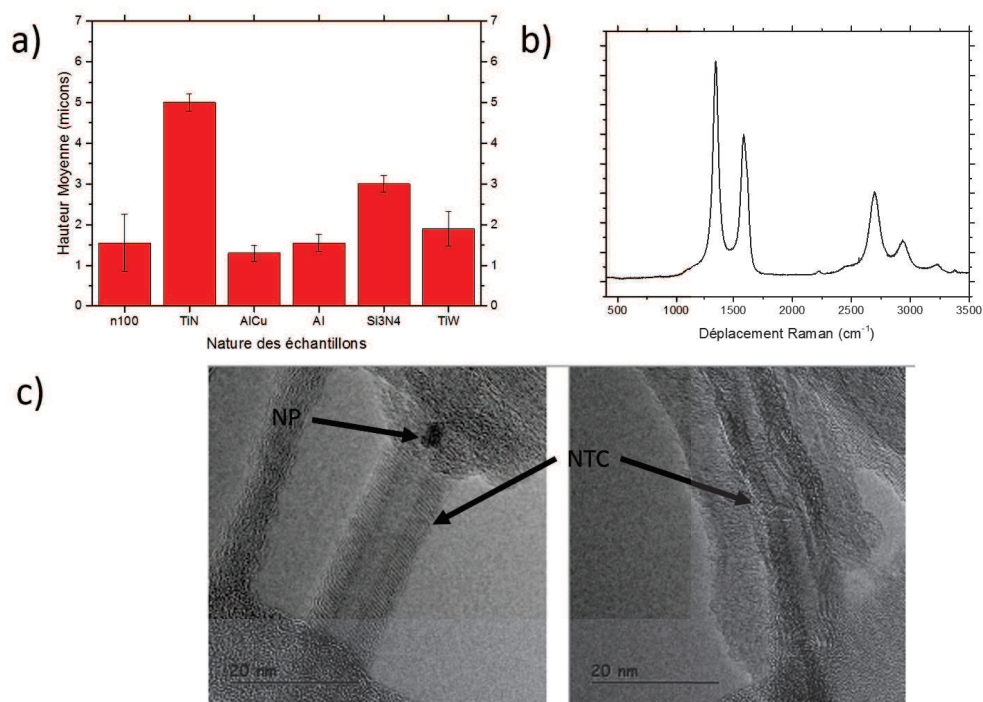 a)
7
6
5
4
3
2
1
0
Hauteur Moyenne (micons)
7
6
5
4
3
2
1
0
n100 TiN AlCu Al Si3N4 TiW
Nature des échantillons
b)
500 1000 1500 2000 2500 3000 3500
Déplacement Raman (cm⁻¹)
c)
NP
NTC
20 nm
20 nm